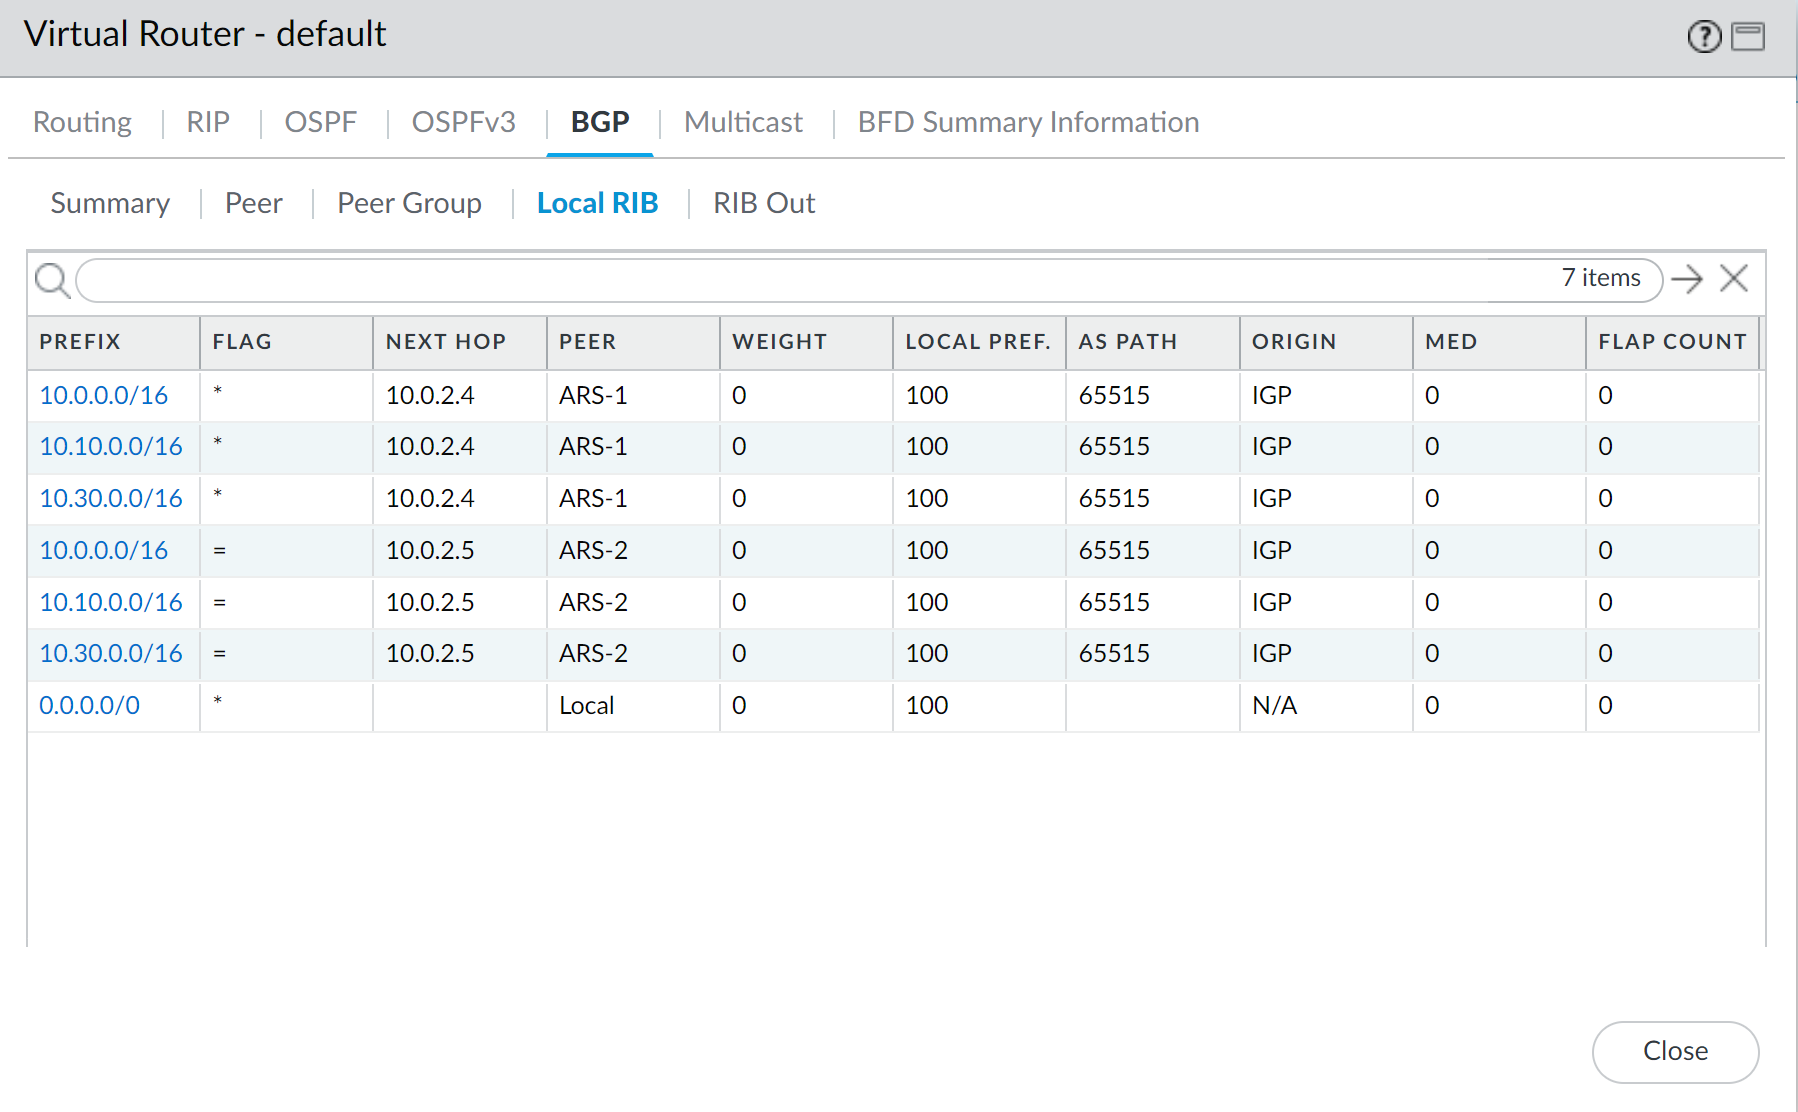 Virtual Router - default
Routing RIP OSPF OSPFv3 BGP Multicast BFD Summary Information
Summary Peer Peer Group Local RIB RIB Out
7 items
PREFIX FLAG NEXT HOP PEER WEIGHT LOCAL PREF. AS PATH ORIGIN MED FLAP COUNT
10.0.0.0/16 * 10.0.2.4 ARS-1 0 100 65515 IGP 0 0
10.10.0.0/16 * 10.0.2.4 ARS-1 0 100 65515 IGP 0 0
10.30.0.0/16 * 10.0.2.4 ARS-1 0 100 65515 IGP 0 0
10.0.0.0/16 = 10.0.2.5 ARS-2 0 100 65515 IGP 0 0
10.10.0.0/16 = 10.0.2.5 ARS-2 0 100 65515 IGP 0 0
10.30.0.0/16 = 10.0.2.5 ARS-2 0 100 65515 IGP 0 0
0.0.0.0/0 * Local 0 100 N/A 0 0
Close